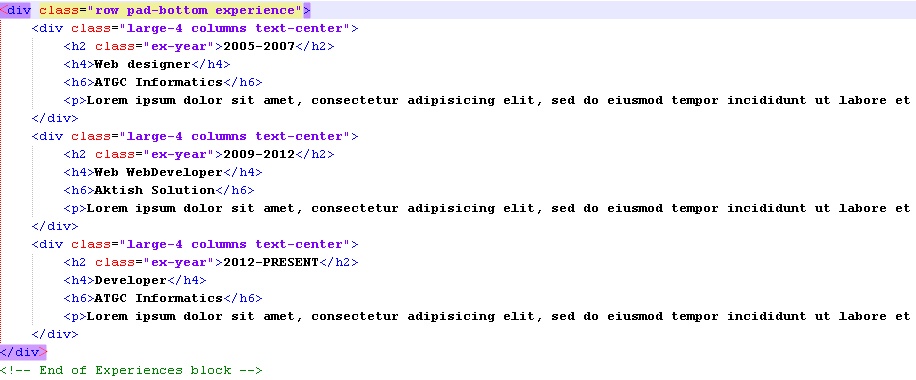 <div class="row pad-bottom experience">
<div class="large-4 columns text-center">
<h2 class="ex-year">2005-2007</h2>
<h4>Web designer</h4>
<h6>ATGC Informatics</h6>
<p>Lorem ipsum dolor sit amet, consectetur adipisicing elit, sed do eiusmod tempor incididunt ut labore et
</div>
<div class="large-4 columns text-center">
<h2 class="ex-year">2009-2012</h2>
<h4>Web WebDeveloper</h4>
<h6>Aktish Solution</h6>
<p>Lorem ipsum dolor sit amet, consectetur adipisicing elit, sed do eiusmod tempor incididunt ut labore et
</div>
<div class="large-4 columns text-center">
<h2 class="ex-year">2012-PRESENT</h2>
<h4>Developer</h4>
<h6>ATGC Informatics</h6>
<p>Lorem ipsum dolor sit amet, consectetur adipisicing elit, sed do eiusmod tempor incididunt ut labore et
</div>
</div>
<!-- End of Experiences block -->